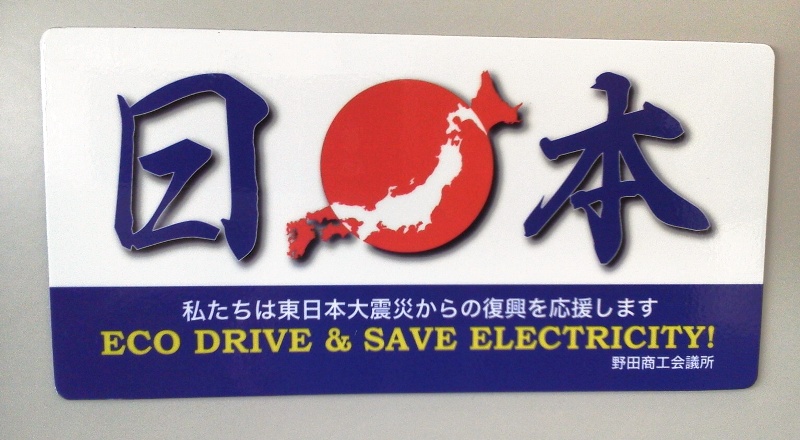 日本
私たちは東日本大震災からの復興を応援します
ECO DRIVE & SAVE ELECTRICITY!
野田商工会議所